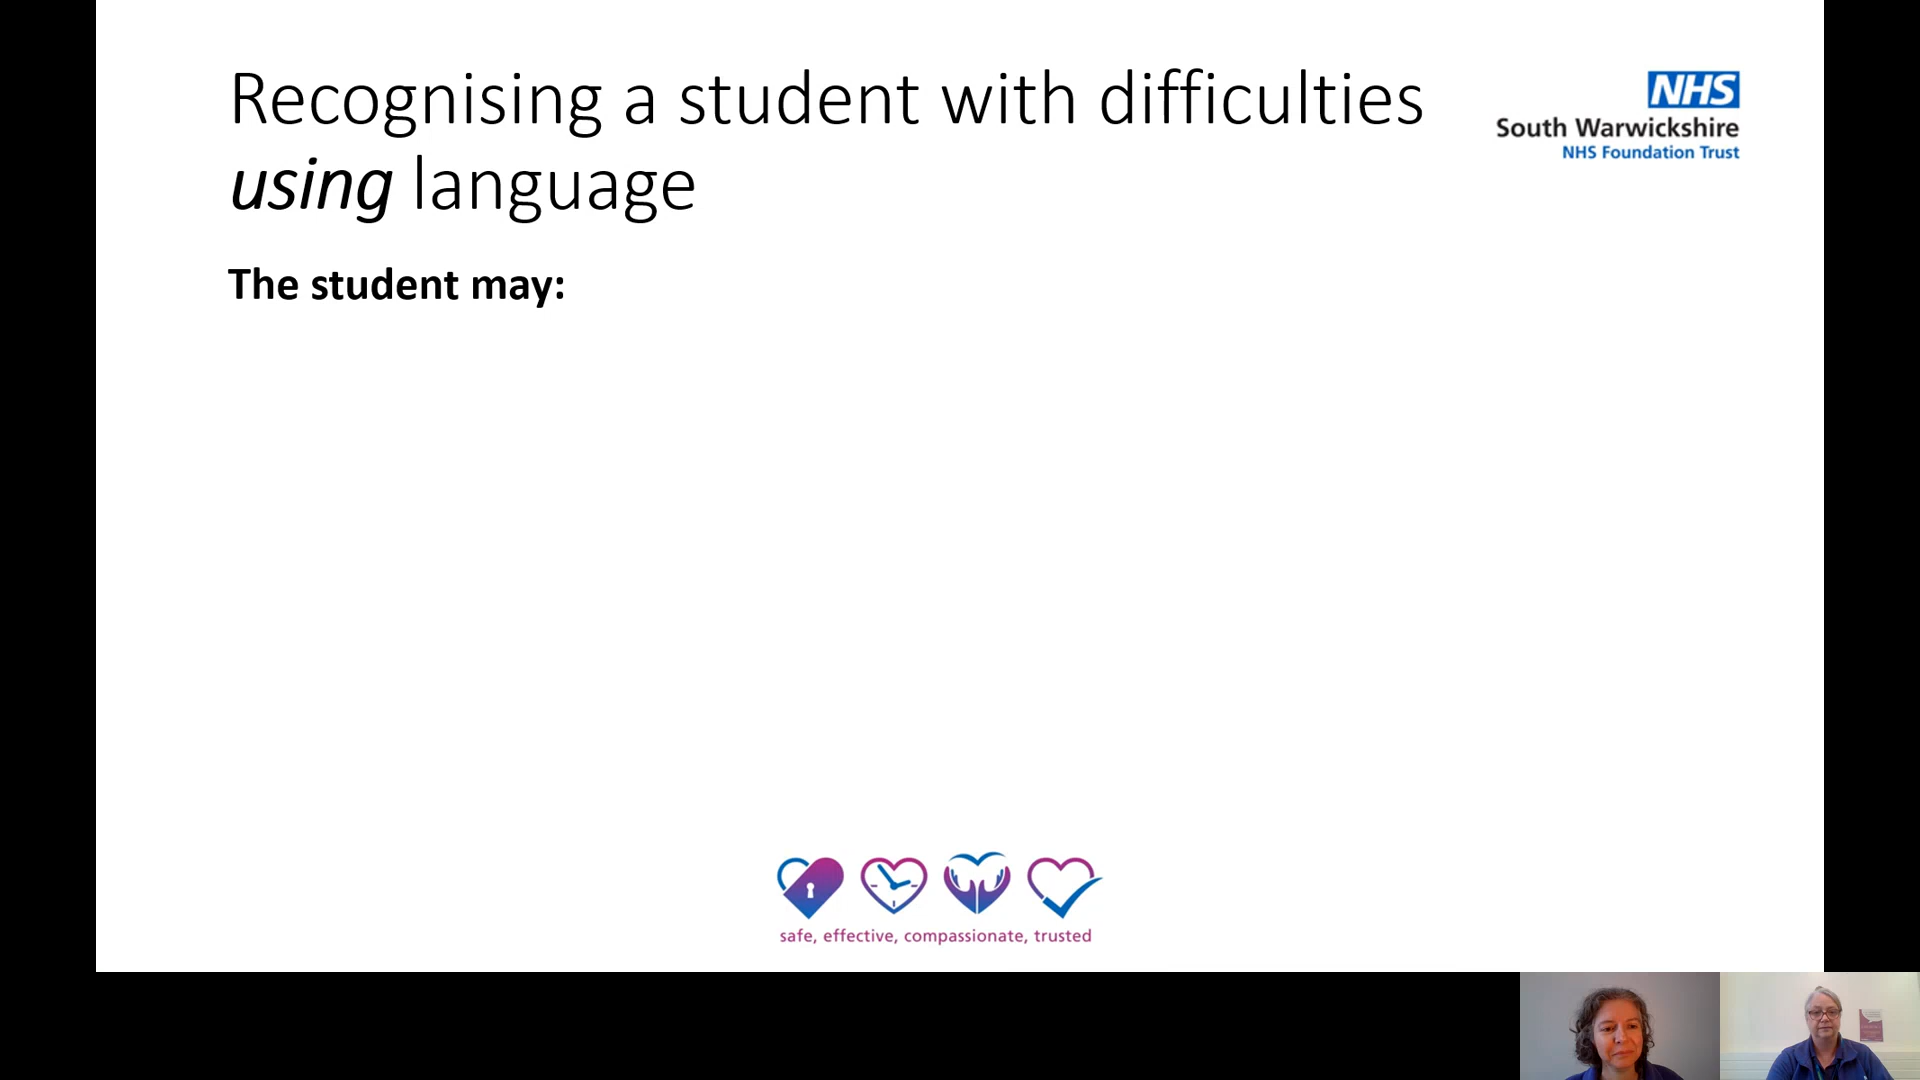 Recognising a student with difficulties
using language
NHS
South Warwickshire
NHS Foundation Trust
The student may:
safe, effective, compassionate, trusted